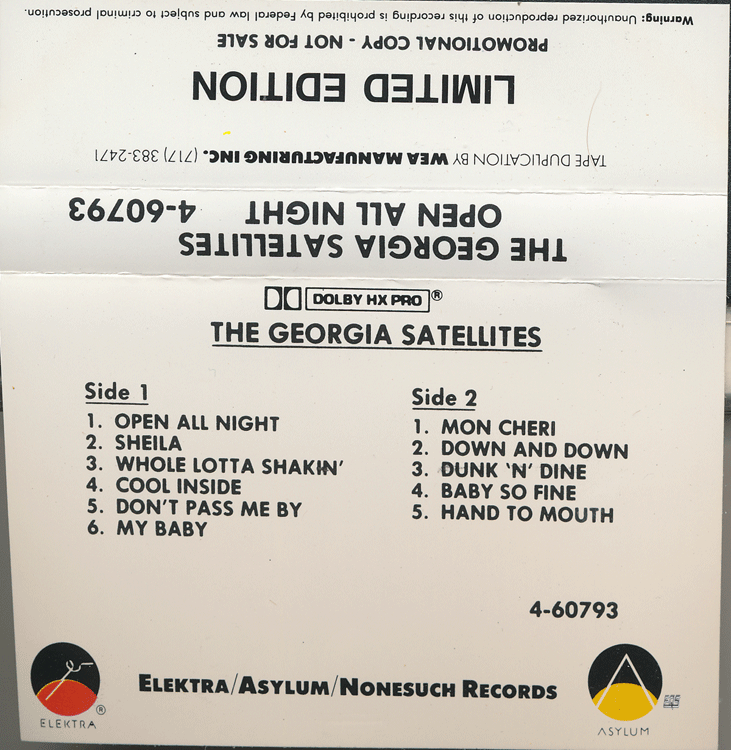 Warning: Unauthorized reproduction of this recording is prohibited by Federal law and subject to criminal prosecution.
PROMOTIONAL COPY - NOT FOR SALE
LIMITED EDITION
TAPE DUPLICATION BY WEA MANUFACTURING INC. (717) 383-2471
THE GEORGIA SATELLITES
OPEN ALL NIGHT 4-60793
DOLBY HX PRO ®
THE GEORGIA SATELLITES
Side 1
1. OPEN ALL NIGHT
2. SHEILA
3. WHOLE LOTTA SHAKIN'
4. COOL INSIDE
5. DON'T PASS ME BY
6. MY BABY
Side 2
1. MON CHERI
2. DOWN AND DOWN
3. DUNK 'N' DINE
4. BABY SO FINE
5. HAND TO MOUTH
4-60793
ELEKTRA/ASYLUM/NONESUCH RECORDS
®
ELEKTRA
ASYLUM